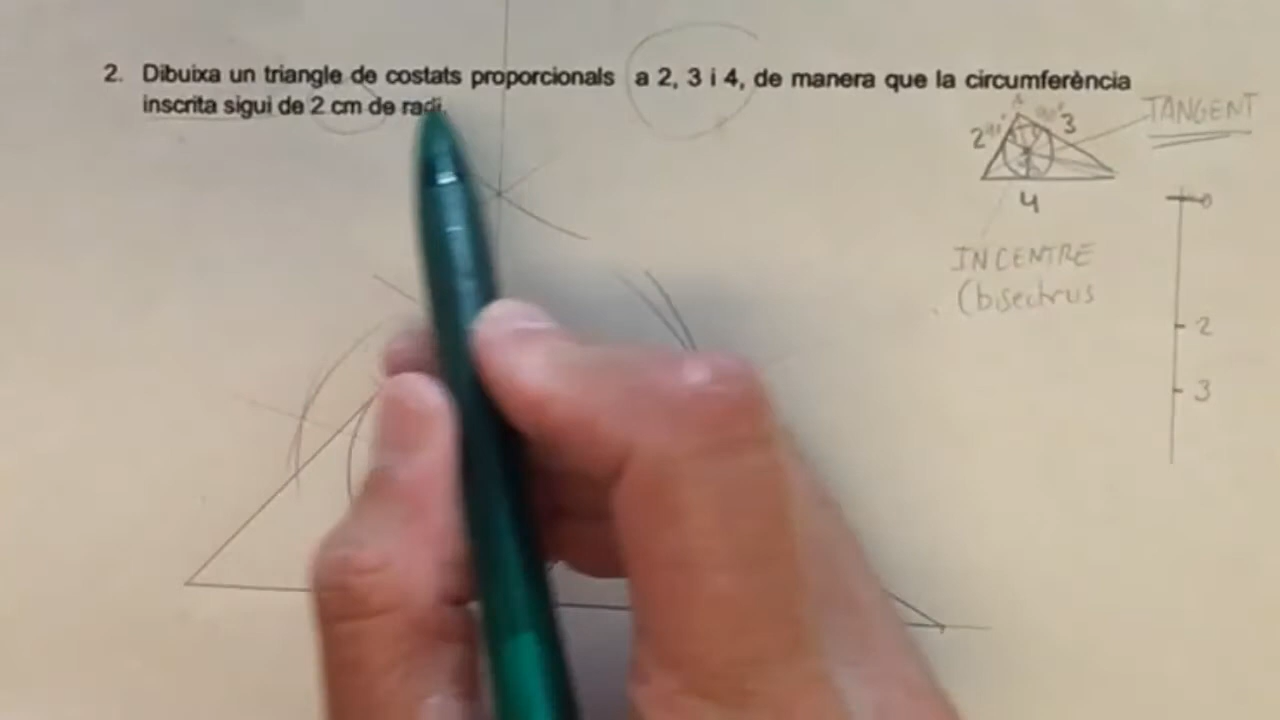 2. Dibuixa un triangle de costats proporcionals a 2, 3 i 4, de manera que la circumferència
inscrita sigui de 2 cm de radi.
TANGENT
2
3
4
0
INCENTRE
(bisectrius
2
3